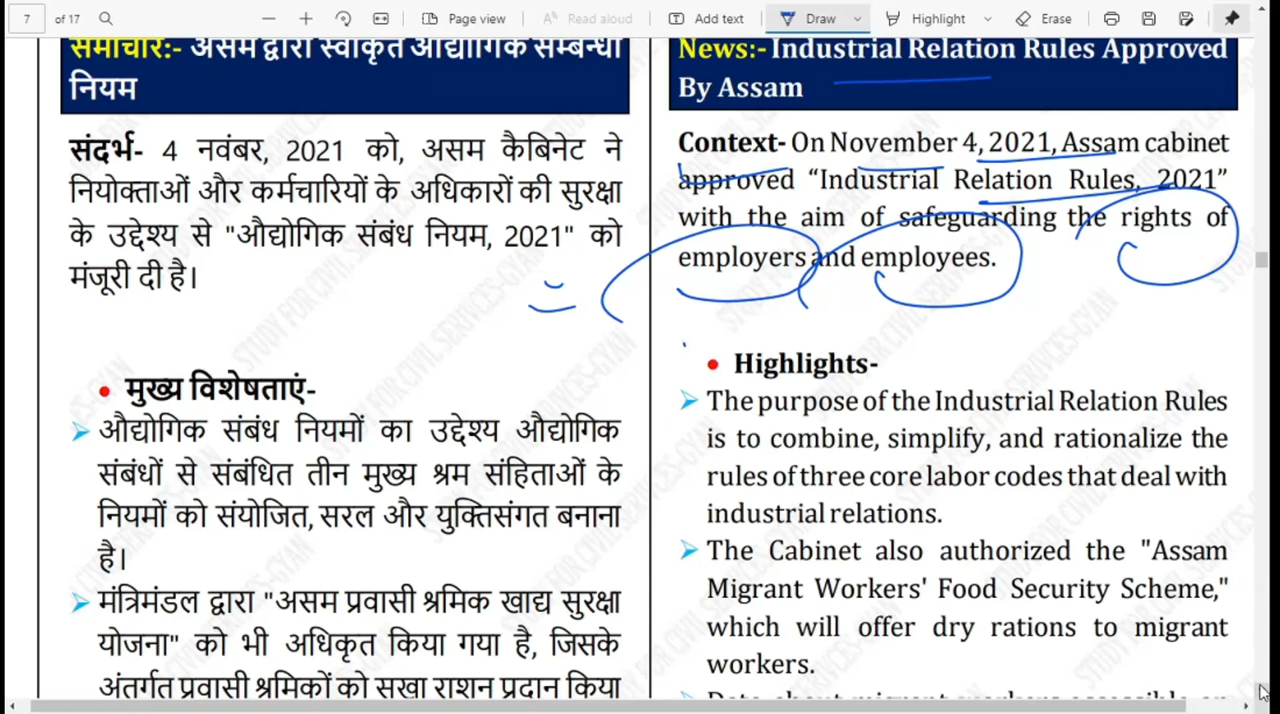 7 of 17 Page view Read aloud Add text Draw Highlight Erase
समाचार:- असम द्वारा स्वीकृत औद्योगिक सम्बन्धी
नियम
संदर्भ- 4 नवंबर, 2021 को, असम कैबिनेट ने
नियोक्ताओं और कर्मचारियों के अधिकारों की सुरक्षा
के उद्देश्य से "औद्योगिक संबंध नियम, 2021" को
मंजूरी दी है।
• मुख्य विशेषताएं-
औद्योगिक संबंध नियमों का उद्देश्य औद्योगिक
संबंधों से संबंधित तीन मुख्य श्रम संहिताओं के
नियमों को संयोजित, सरल और युक्तिसंगत बनाना
है।
मंत्रिमंडल द्वारा "असम प्रवासी श्रमिक खाद्य सुरक्षा
योजना" को भी अधिकृत किया गया है, जिसके
अंतर्गत प्रवासी श्रमिकों को सूखा राशन प्रदान किया
News:- Industrial Relation Rules Approved
By Assam
Context- On November 4, 2021, Assam cabinet
approved “Industrial Relation Rules, 2021”
with the aim of safeguarding the rights of
employers and employees.
• Highlights-
The purpose of the Industrial Relation Rules
is to combine, simplify, and rationalize the
rules of three core labor codes that deal with
industrial relations.
The Cabinet also authorized the "Assam
Migrant Workers' Food Security Scheme,"
which will offer dry rations to migrant
workers.